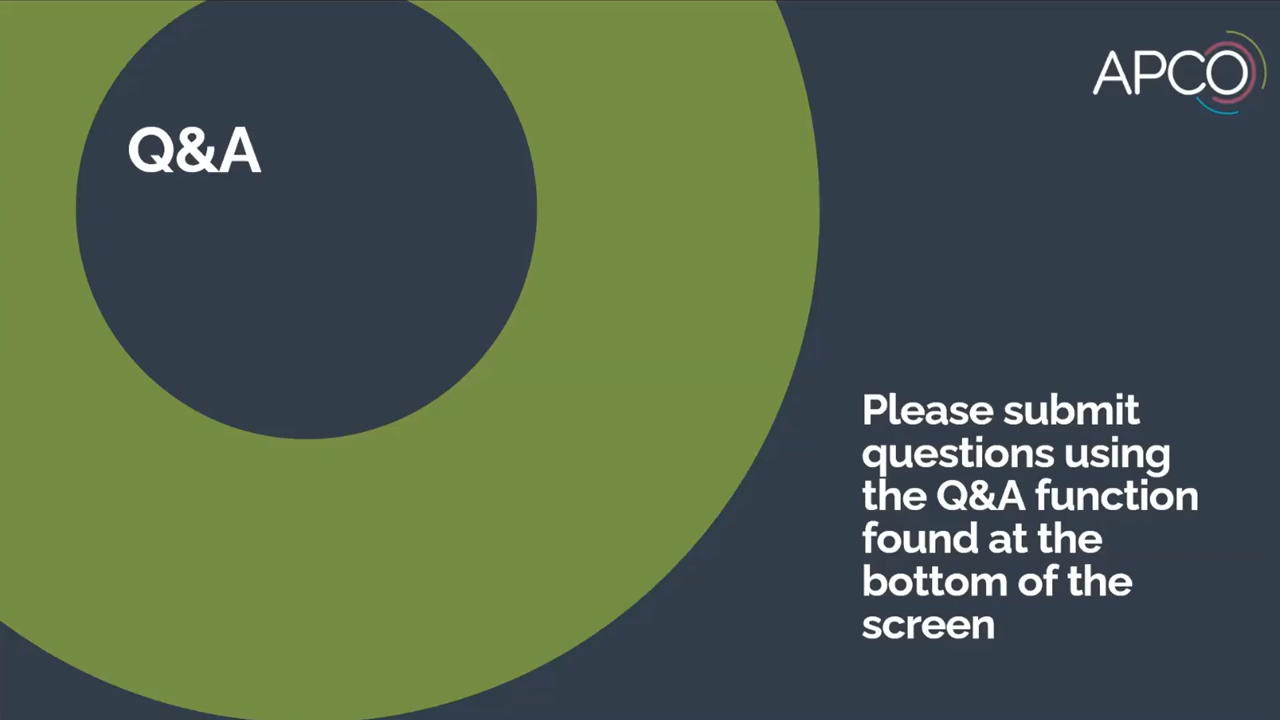 APCO
Q&A
Please submit
questions using
the Q&A function
found at the
bottom of the
screen